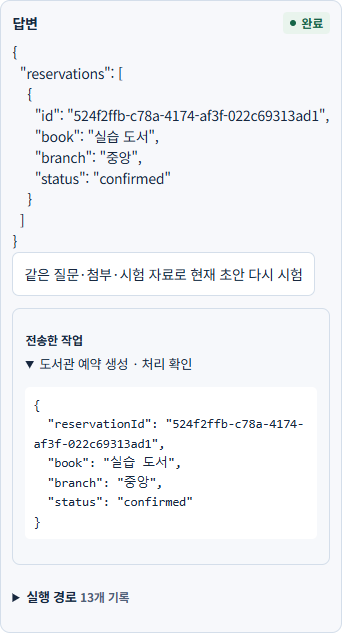 답변
● 완료
{
"reservations": [
{
"id": "524f2ffb-c78a-4174-af3f-022c69313ad1",
"book": "실습 도서",
"branch": "중앙",
"status": "confirmed"
}
]
}
같은 질문·첨부·시험 자료로 현재 초안 다시 시험
전송한 작업
▼ 도서관 예약 생성 · 처리 확인
{
"reservationId": "524f2ffb-c78a-4174-
af3f-022c69313ad1",
"book": "실습 도서",
"branch": "중앙",
"status": "confirmed"
}
▶ 실행 경로 13개 기록